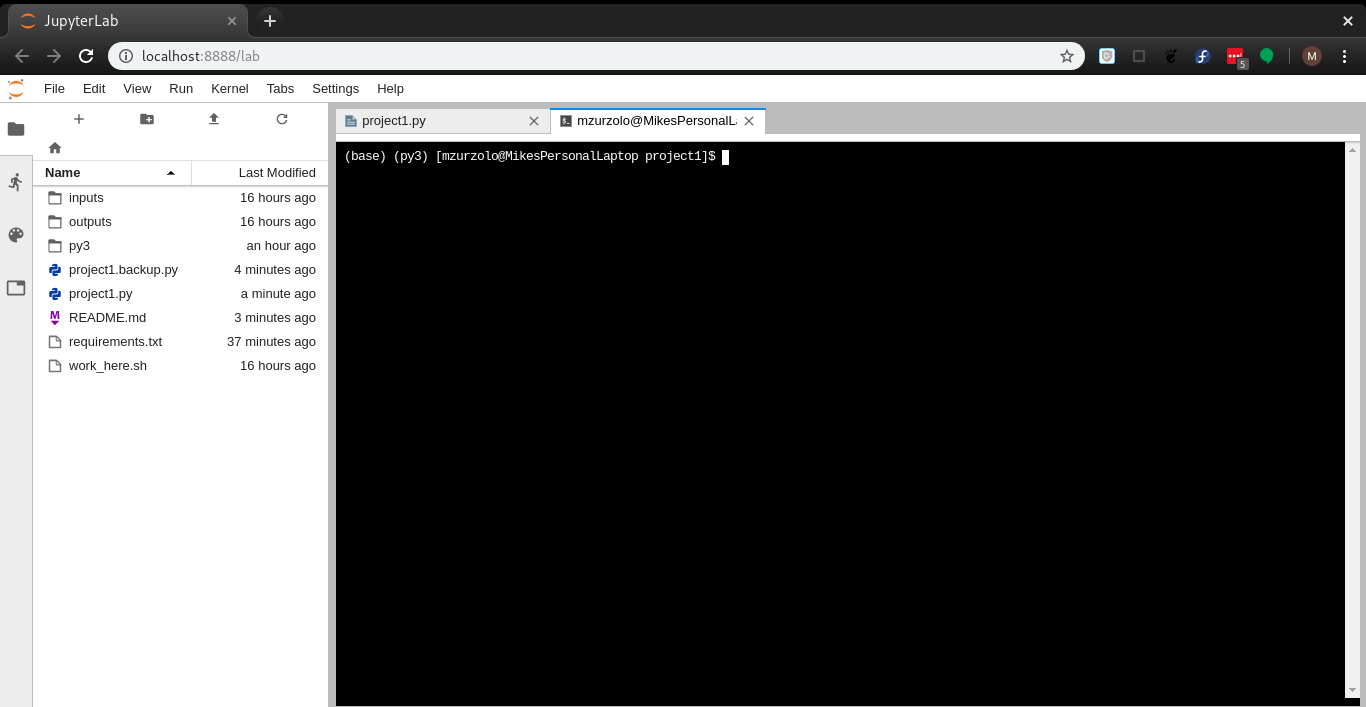 JupyterLab
localhost:8888/lab
5
M
File Edit View Run Kernel Tabs Settings Help
project1.py
mzurzolo@MikesPersonalLa
Name Last Modified
inputs 16 hours ago
outputs 16 hours ago
py3 an hour ago
project1.backup.py 4 minutes ago
project1.py a minute ago
README.md 3 minutes ago
requirements.txt 37 minutes ago
work_here.sh 16 hours ago
(base) (py3) [mzurzolo@MikesPersonalLaptop project1]$